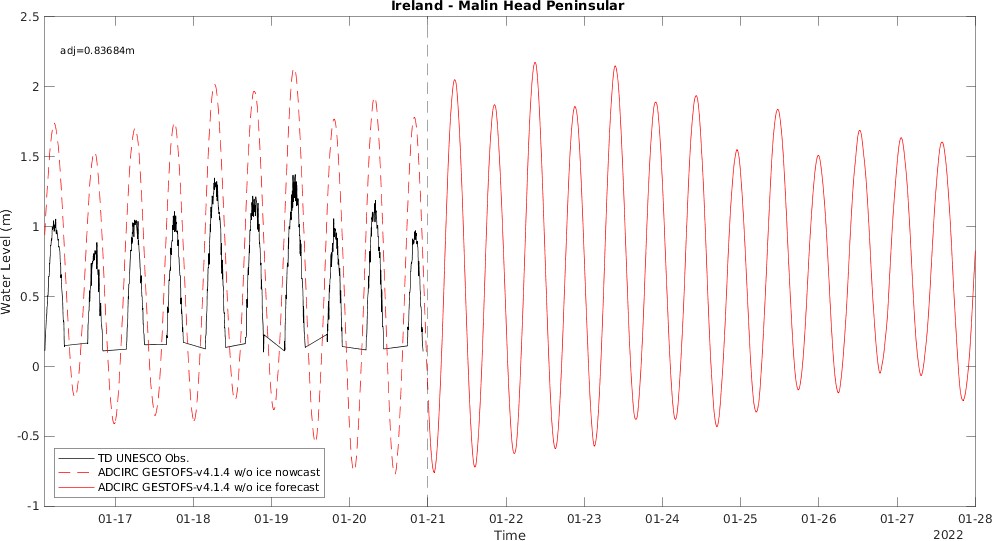 Ireland - Malin Head Peninsular
adj=0.83684m
Water Level (m)
2.5
2
1.5
1
0.5
0
-0.5
-1
TD UNESCO Obs.
ADCIRC GESTOFS-v4.1.4 w/o ice nowcast
ADCIRC GESTOFS-v4.1.4 w/o ice forecast
01-17 01-18 01-19 01-20 01-21 01-22 01-23 01-24 01-25 01-26 01-27 01-28
Time
2022